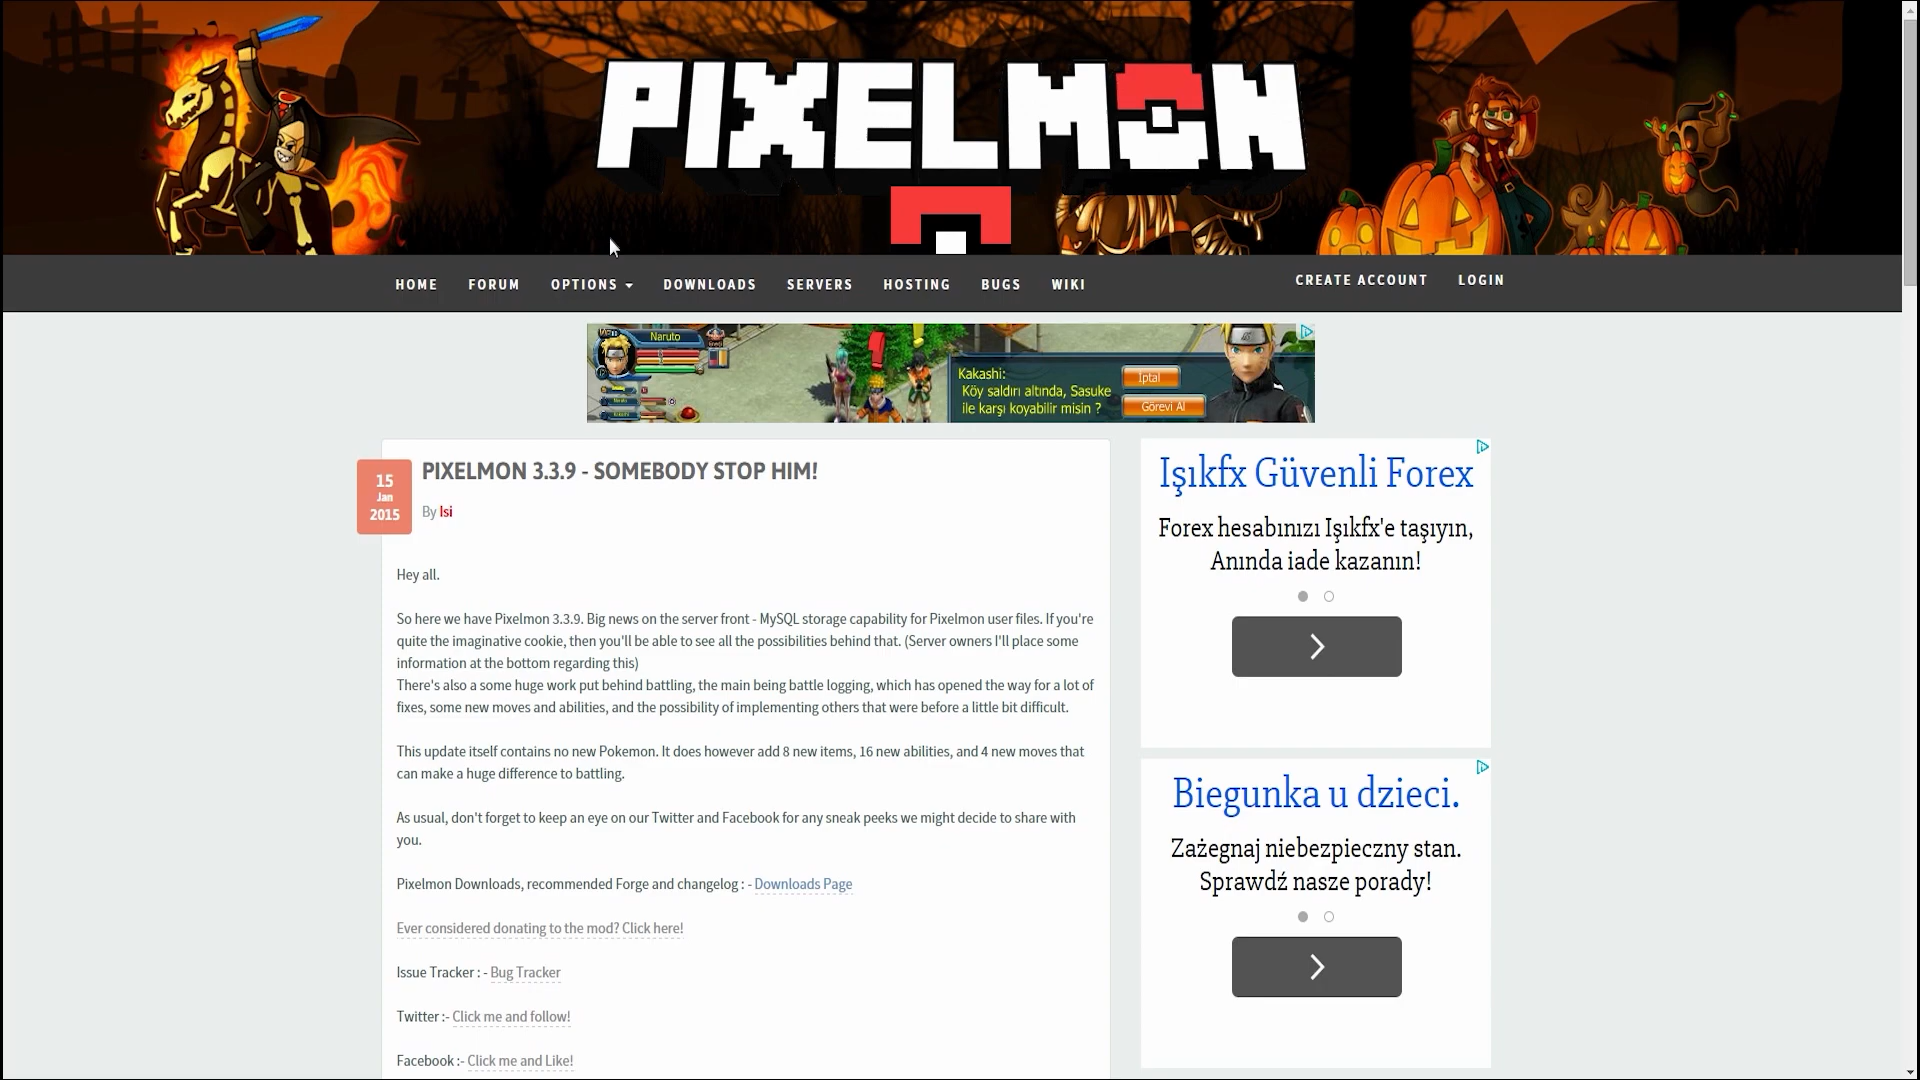 PIXELMON
HOME FORUM OPTIONS DOWNLOADS SERVERS HOSTING BUGS WIKI CREATE ACCOUNT LOGIN
Naruto
Kakashi:
Köy saldırı altında, Sasuke
ile karşı koyabilir misin ?
İptal
Görevi Al
15
Jan
2015
PIXELMON 3.3.9 - SOMEBODY STOP HIM!
By Isi
Hey all.
So here we have Pixelmon 3.3.9. Big news on the server front - MySQL storage capability for Pixelmon user files. If you're
quite the imaginative cookie, then you'll be able to see all the possibilities behind that. (Server owners I'll place some
information at the bottom regarding this)
There's also a some huge work put behind battling, the main being battle logging, which has opened the way for a lot of
fixes, some new moves and abilities, and the possibility of implementing others that were before a little bit difficult.
This update itself contains no new Pokemon. It does however add 8 new items, 16 new abilities, and 4 new moves that
can make a huge difference to battling.
As usual, don't forget to keep an eye on our Twitter and Facebook for any sneak peeks we might decide to share with
you.
Pixelmon Downloads, recommended Forge and changelog : - Downloads Page
Ever considered donating to the mod? Click here!
Issue Tracker : - Bug Tracker
Twitter :- Click me and follow!
Facebook :- Click me and Like!
Işıkfx Güvenli Forex
Forex hesabınızı Işıkfx'e taşıyın,
Anında iade kazanın!
Biegunka u dzieci.
Zażegnaj niebezpieczny stan.
Sprawdź nasze porady!